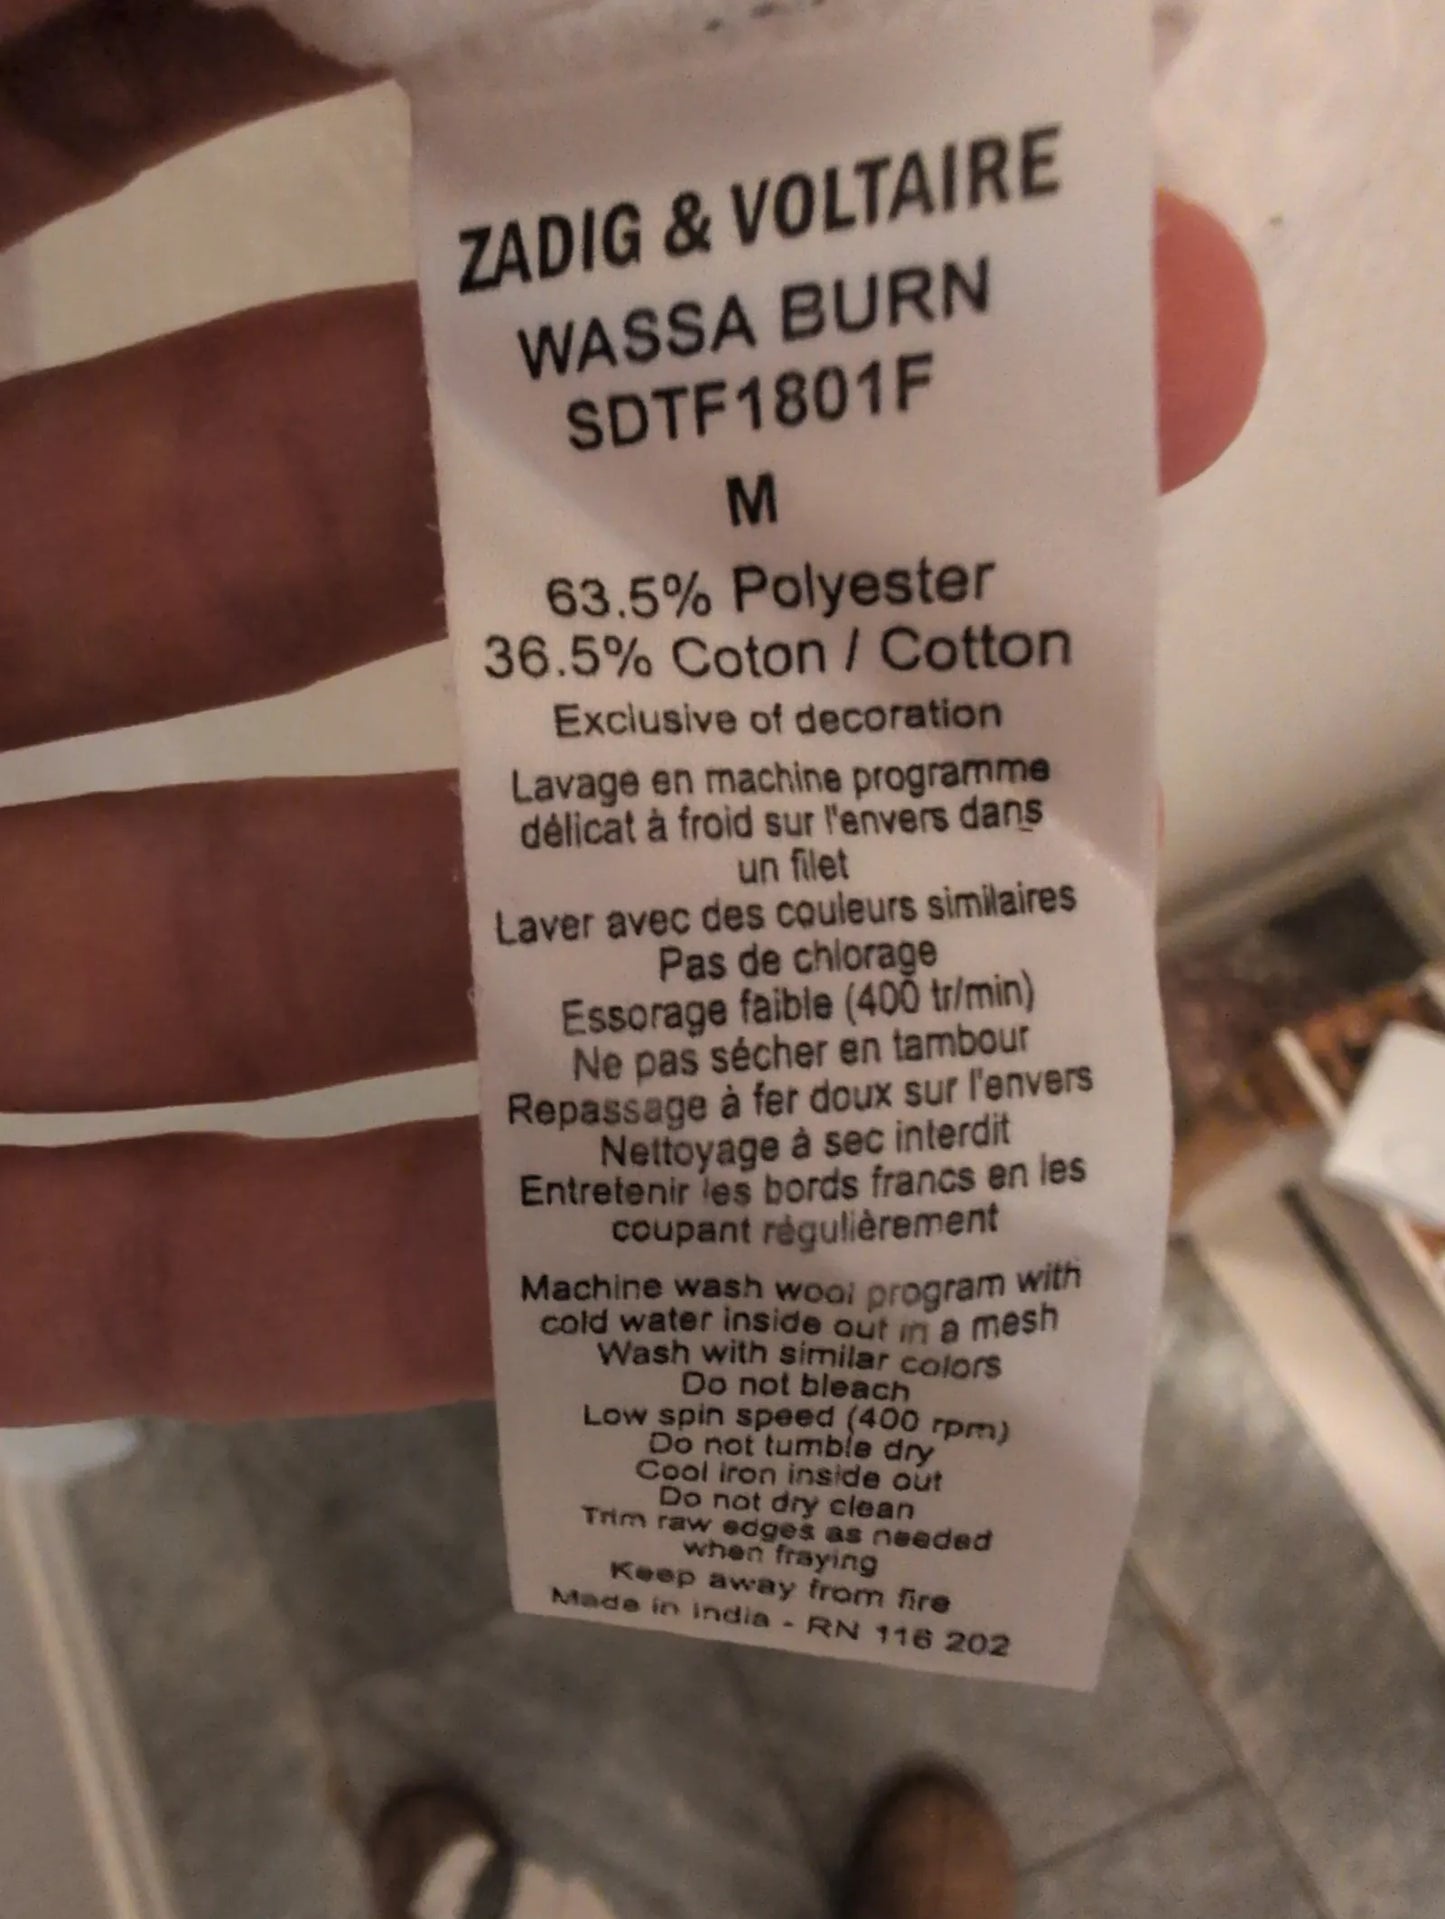 ZADIG & VOLTAIRE
WASSA BURN
SDTF1801F
M
63.5% Polyester
36.5% Coton / Cotton
Exclusive of decoration
Lavage en machine programme
délicat à froid sur l'envers dans
un filet
Laver avec des couleurs similaires
Pas de chlorage
Essorage faible (400 tr/min)
Ne pas sécher en tambour
Repassage à fer doux sur l'envers
Nettoyage à sec interdit
Entretenir les bords francs en les
coupant régulièrement
Machine wash wool program with
cold water inside out in a mesh
Wash with similar colors
Do not bleach
Low spin speed (400 rpm)
Do not tumble dry
Cool iron inside out
Do not dry clean
Trim raw edges as needed
when fraying
Keep away from fire
Made in India - RN 116 202